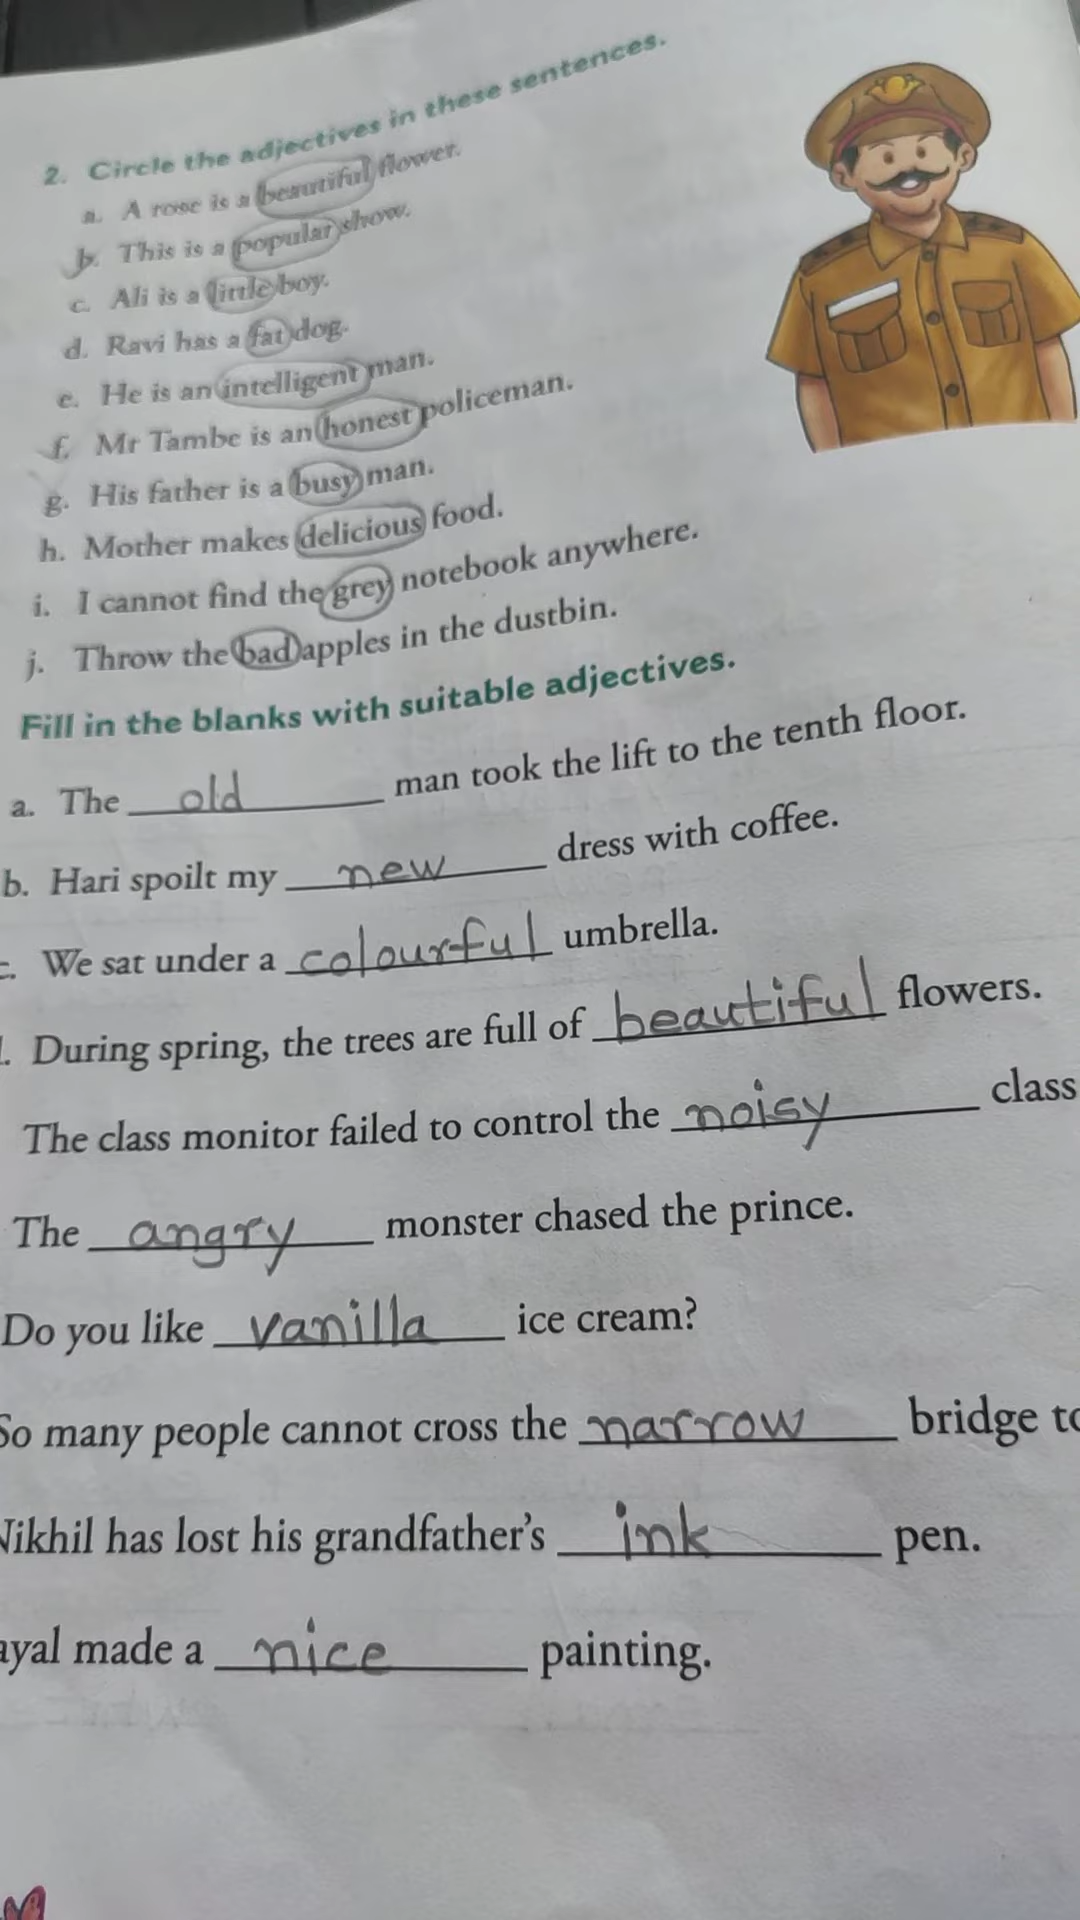 2. Circle the adjectives in these sentences.
a. A rose is a beautiful flower.
b. This is a popular show.
c. Ali is a little boy.
d. Ravi has a fat dog.
e. He is an intelligent man.
f. Mr Tambe is an honest policeman.
g. His father is a busy man.
h. Mother makes delicious food.
i. I cannot find the grey notebook anywhere.
j. Throw the bad apples in the dustbin.
Fill in the blanks with suitable adjectives.
a. The old man took the lift to the tenth floor.
b. Hari spoilt my new dress with coffee.
We sat under a colourful umbrella.
During spring, the trees are full of beautiful flowers.
The class monitor failed to control the noisy class
The angry monster chased the prince.
Do you like vanilla ice cream?
So many people cannot cross the narrow bridge
Nikhil has lost his grandfather's ink pen.
made a nice painting.